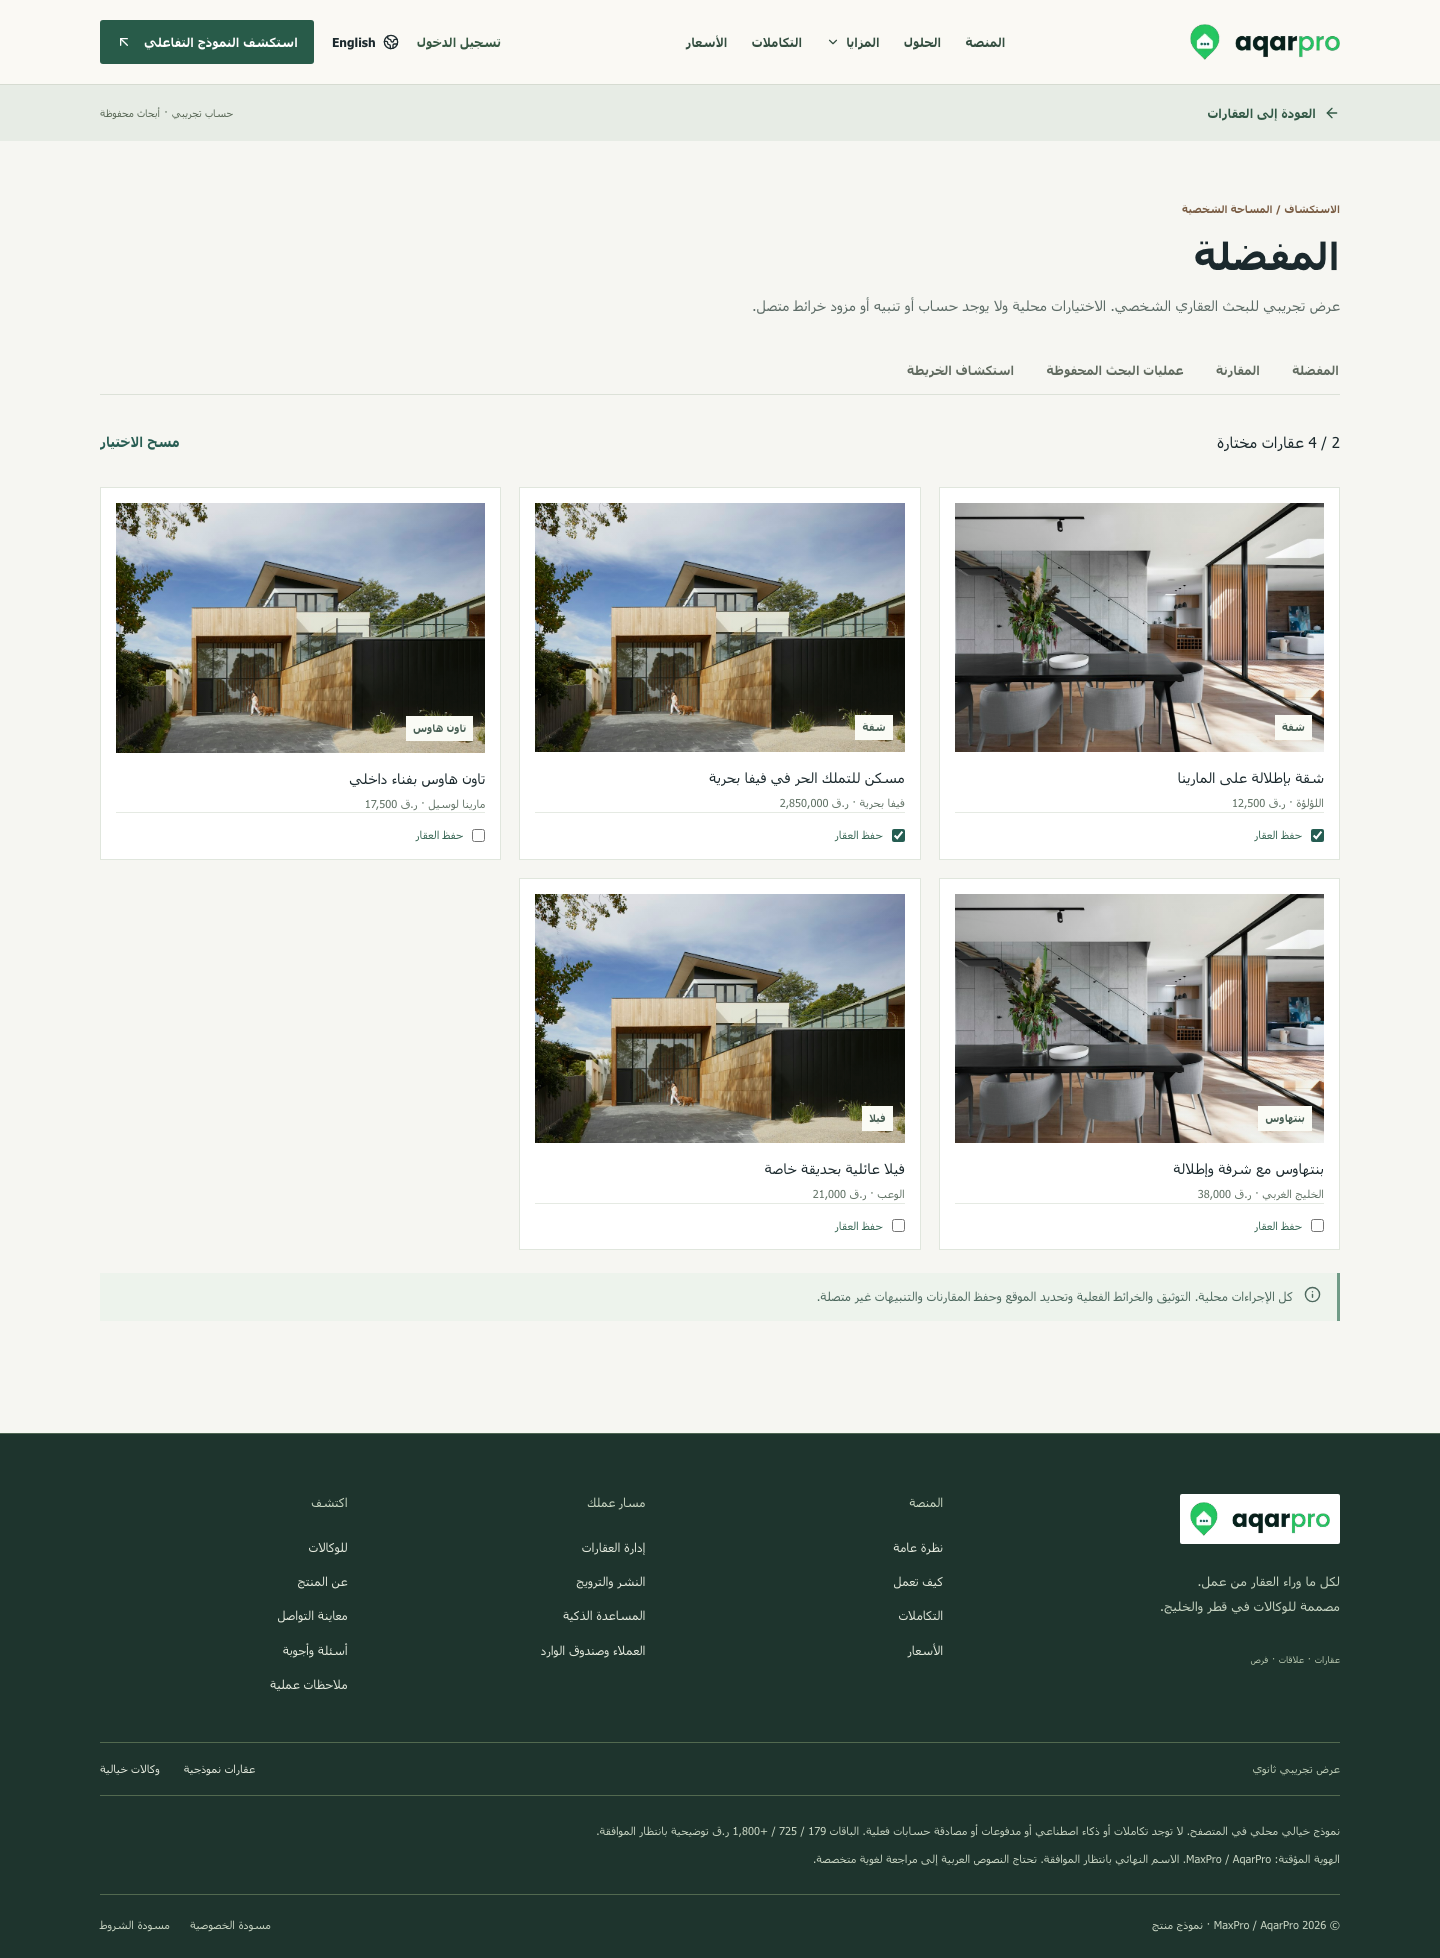 aqarpro
المنصة
الحلول
المزايا
التكاملات
الأسعار
تسجيل الدخول
English
استكشف النموذج التفاعلي
العودة إلى العقارات
حساب تجريبي · أبحاث محفوظة
الاستكشاف / المساحة الشخصية
المفضلة
عرض تجريبي للبحث العقاري الشخصي. الاختيارات محلية ولا يوجد حساب أو تنبيه أو مزود خرائط متصل.
المفضلة
المقارنة
عمليات البحث المحفوظة
استكشاف الخريطة
2 / 4 عقارات مختارة
مسح الاختيار
شقة
شقة بإطلالة على المارينا
اللؤلؤة · ر.ق 12,500
حفظ العقار
شقة
مسكن للتملك الحر في فيفا بحرية
فيفا بحرية · ر.ق 2,850,000
حفظ العقار
تاون هاوس
تاون هاوس بفناء داخلي
مارينا لوسيل · ر.ق 17,500
حفظ العقار
بنتهاوس
بنتهاوس مع شرفة وإطلالة
الخليج الغربي · ر.ق 38,000
حفظ العقار
فيلا
فيلا عائلية بحديقة خاصة
الوعب · ر.ق 21,000
حفظ العقار
كل الإجراءات محلية. التوثيق والخرائط الفعلية وتحديد الموقع وحفظ المقارنات والتنبيهات غير متصلة.
aqarpro
لكل ما وراء العقار من عمل.
مصممة للوكالات في قطر والخليج.
عقارات · علاقات · فرص
المنصة
نظرة عامة
كيف تعمل
التكاملات
الأسعار
مسار عملك
إدارة العقارات
النشر والترويج
المساعدة الذكية
العملاء وصندوق الوارد
اكتشف
للوكالات
عن المنتج
معاينة التواصل
أسئلة وأجوبة
ملاحظات عملية
عرض تجريبي ثانوي
عقارات نموذجية
وكالات خيالية
نموذج خيالي محلي في المتصفح. لا توجد تكاملات أو ذكاء اصطناعي أو مدفوعات أو مصادقة حسابات فعلية. الباقات 179 / 725 / +1,800 ر.ق توضيحية بانتظار الموافقة.
الهوية المؤقتة: MaxPro / AqarPro. الاسم النهائي بانتظار الموافقة. تحتاج النصوص العربية إلى مراجعة لغوية متخصصة.
© 2026 MaxPro / AqarPro · نموذج منتج
مسودة الخصوصية
مسودة الشروط